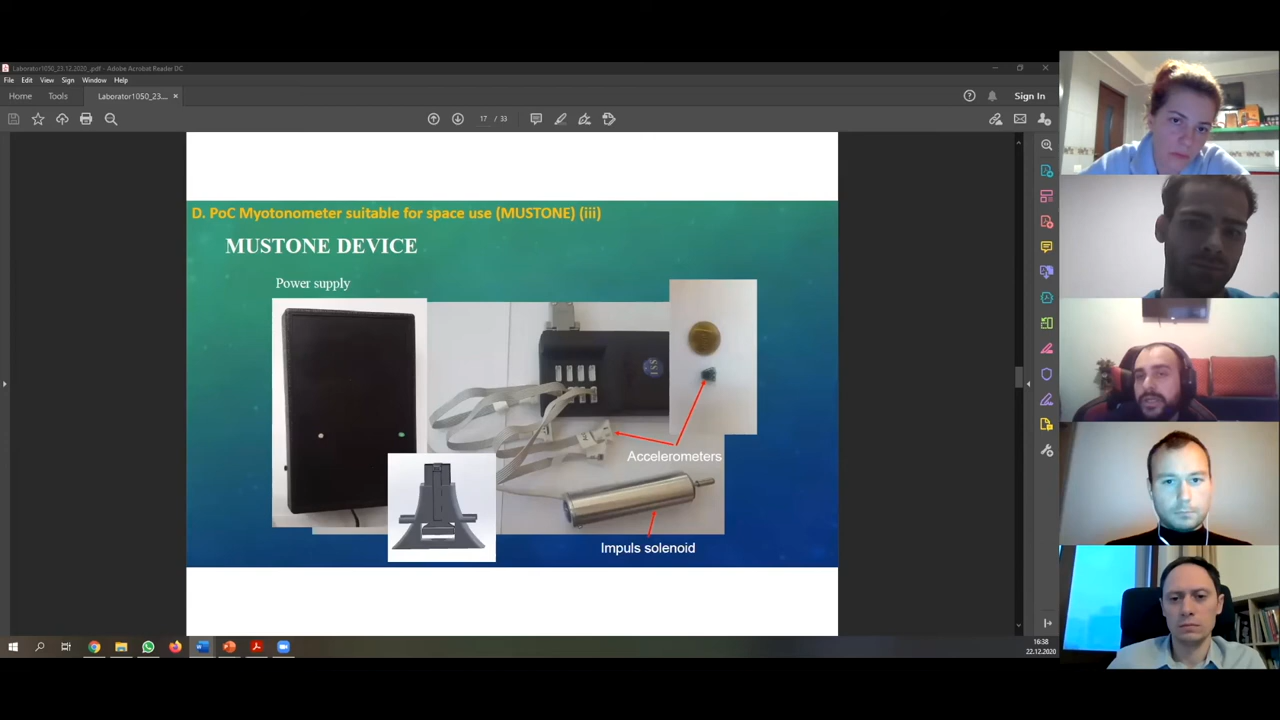 Laborator1050_23.12.2020_.pdf - Adobe Acrobat Reader DC
File Edit View Sign Window Help
Home Tools Laborator1050_23... × Sign In
17 / 33
D. PoC Myotonometer suitable for space use (MUSTONE) (iii)
MUSTONE DEVICE
Power supply
ISS
Accelerometers
Impuls solenoid
16:38
22.12.2020